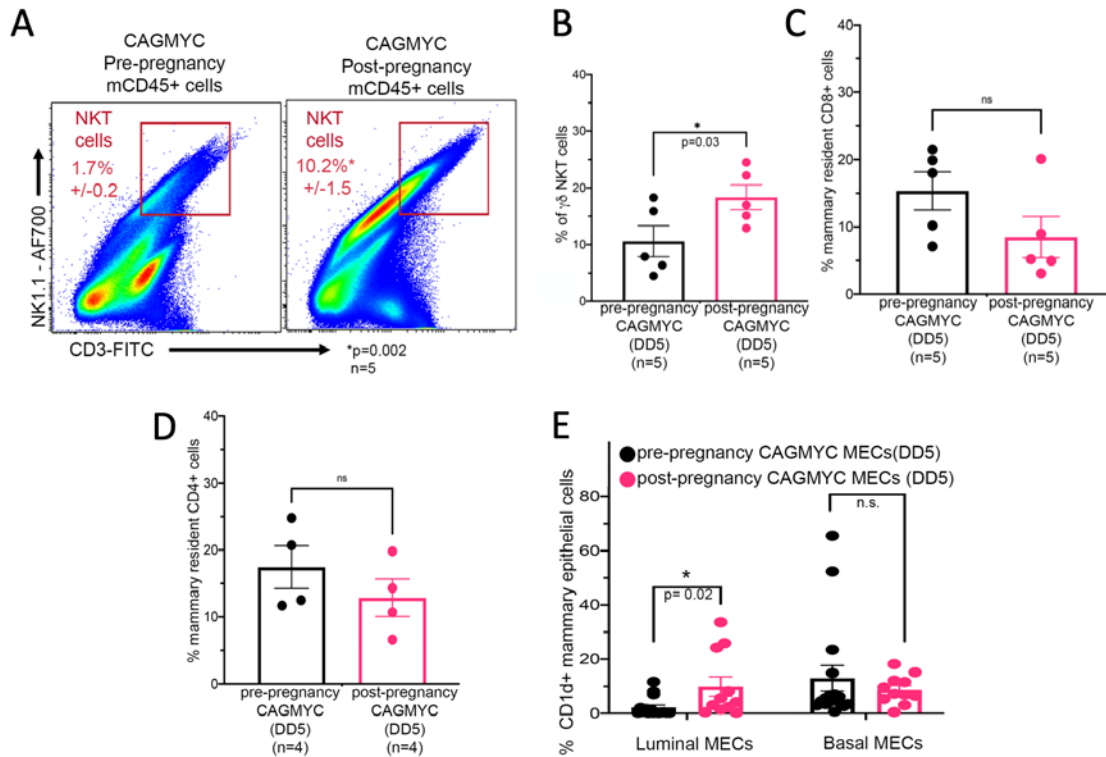 A
CAGMYC
Pre-pregnancy
mCD45+ cells
CAGMYC
Post-pregnancy
mCD45+ cells
NKT
cells
1.7%
+/-0.2
NKT
cells
10.2%*
+/-1.5
NK1.1 - AF700
CD3-FITC
*p=0.002
n=5
B
% of γδ NKT cells
40
30
20
10
0
*
p=0.03
pre-pregnancy
CAGMYC
(DD5)
(n=5)
post-pregnancy
CAGMYC
(DD5)
(n=5)
C
% mammary resident CD8+ cells
40
30
20
10
0
ns
pre-pregnancy
CAGMYC
(DD5)
(n=5)
post-pregnancy
CAGMYC
(DD5)
(n=5)
D
% mammary resident CD4+ cells
40
30
20
10
0
ns
pre-pregnancy
CAGMYC
(DD5)
(n=4)
post-pregnancy
CAGMYC
(DD5)
(n=4)
E
pre-pregnancy CAGMYC MECs(DD5)
post-pregnancy CAGMYC MECs (DD5)
% CD1d+ mammary epithelial cells
80
60
40
20
0
*
p= 0.02
n.s.
Luminal MECs
Basal MECs